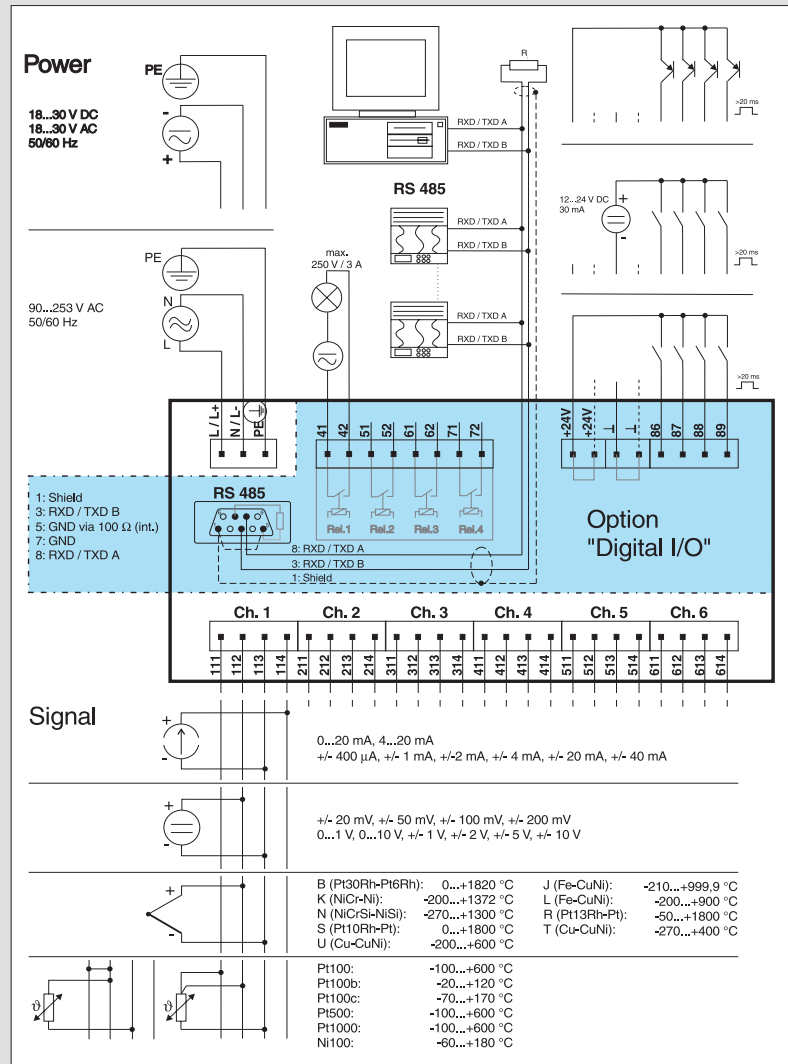 Power
PE
18...30 V DC
18...30 V AC
50/60 Hz
-
+
PE
90...253 V AC
50/60 Hz
N
L
R
RXD / TXD A
RXD / TXD B
RS 485
RXD / TXD A
RXD / TXD B
RXD / TXD A
RXD / TXD B
max.
250 V / 3 A
>20 ms
12...24 V DC
30 mA
+
-
>20 ms
>20 ms
L / L+
N / L-
PE
41
42
51
52
61
62
71
72
+24V
+24V
86
87
88
89
Rel.1
Rel.2
Rel.3
Rel.4
1: Shield
3: RXD / TXD B
5: GND via 100 Ω (int.)
7: GND
8: RXD / TXD A
RS 485
8: RXD / TXD A
3: RXD / TXD B
1: Shield
Option
"Digital I/O"
Ch. 1
Ch. 2
Ch. 3
Ch. 4
Ch. 5
Ch. 6
111
112
113
114
211
212
213
214
311
312
313
314
411
412
413
414
511
512
513
514
611
612
613
614
Signal
+
-
0...20 mA, 4...20 mA
+/- 400 µA, +/- 1 mA, +/-2 mA, +/- 4 mA, +/- 20 mA, +/- 40 mA
+
-
+/- 20 mV, +/- 50 mV, +/- 100 mV, +/- 200 mV
0...1 V, 0...10 V, +/- 1 V, +/- 2 V, +/- 5 V, +/- 10 V
+
-
B (Pt30Rh-Pt6Rh): 0...+1820 °C J (Fe-CuNi): -210...+999,9 °C
K (NiCr-Ni): -200...+1372 °C L (Fe-CuNi): -200...+900 °C
N (NiCrSi-NiSi): -270...+1300 °C R (Pt13Rh-Pt): -50...+1800 °C
S (Pt10Rh-Pt): 0...+1800 °C T (Cu-CuNi): -270...+400 °C
U (Cu-CuNi): -200...+600 °C
ϑ
ϑ
Pt100: -100...+600 °C
Pt100b: -20...+120 °C
Pt100c: -70...+170 °C
Pt500: -100...+600 °C
Pt1000: -100...+600 °C
Ni100: -60...+180 °C